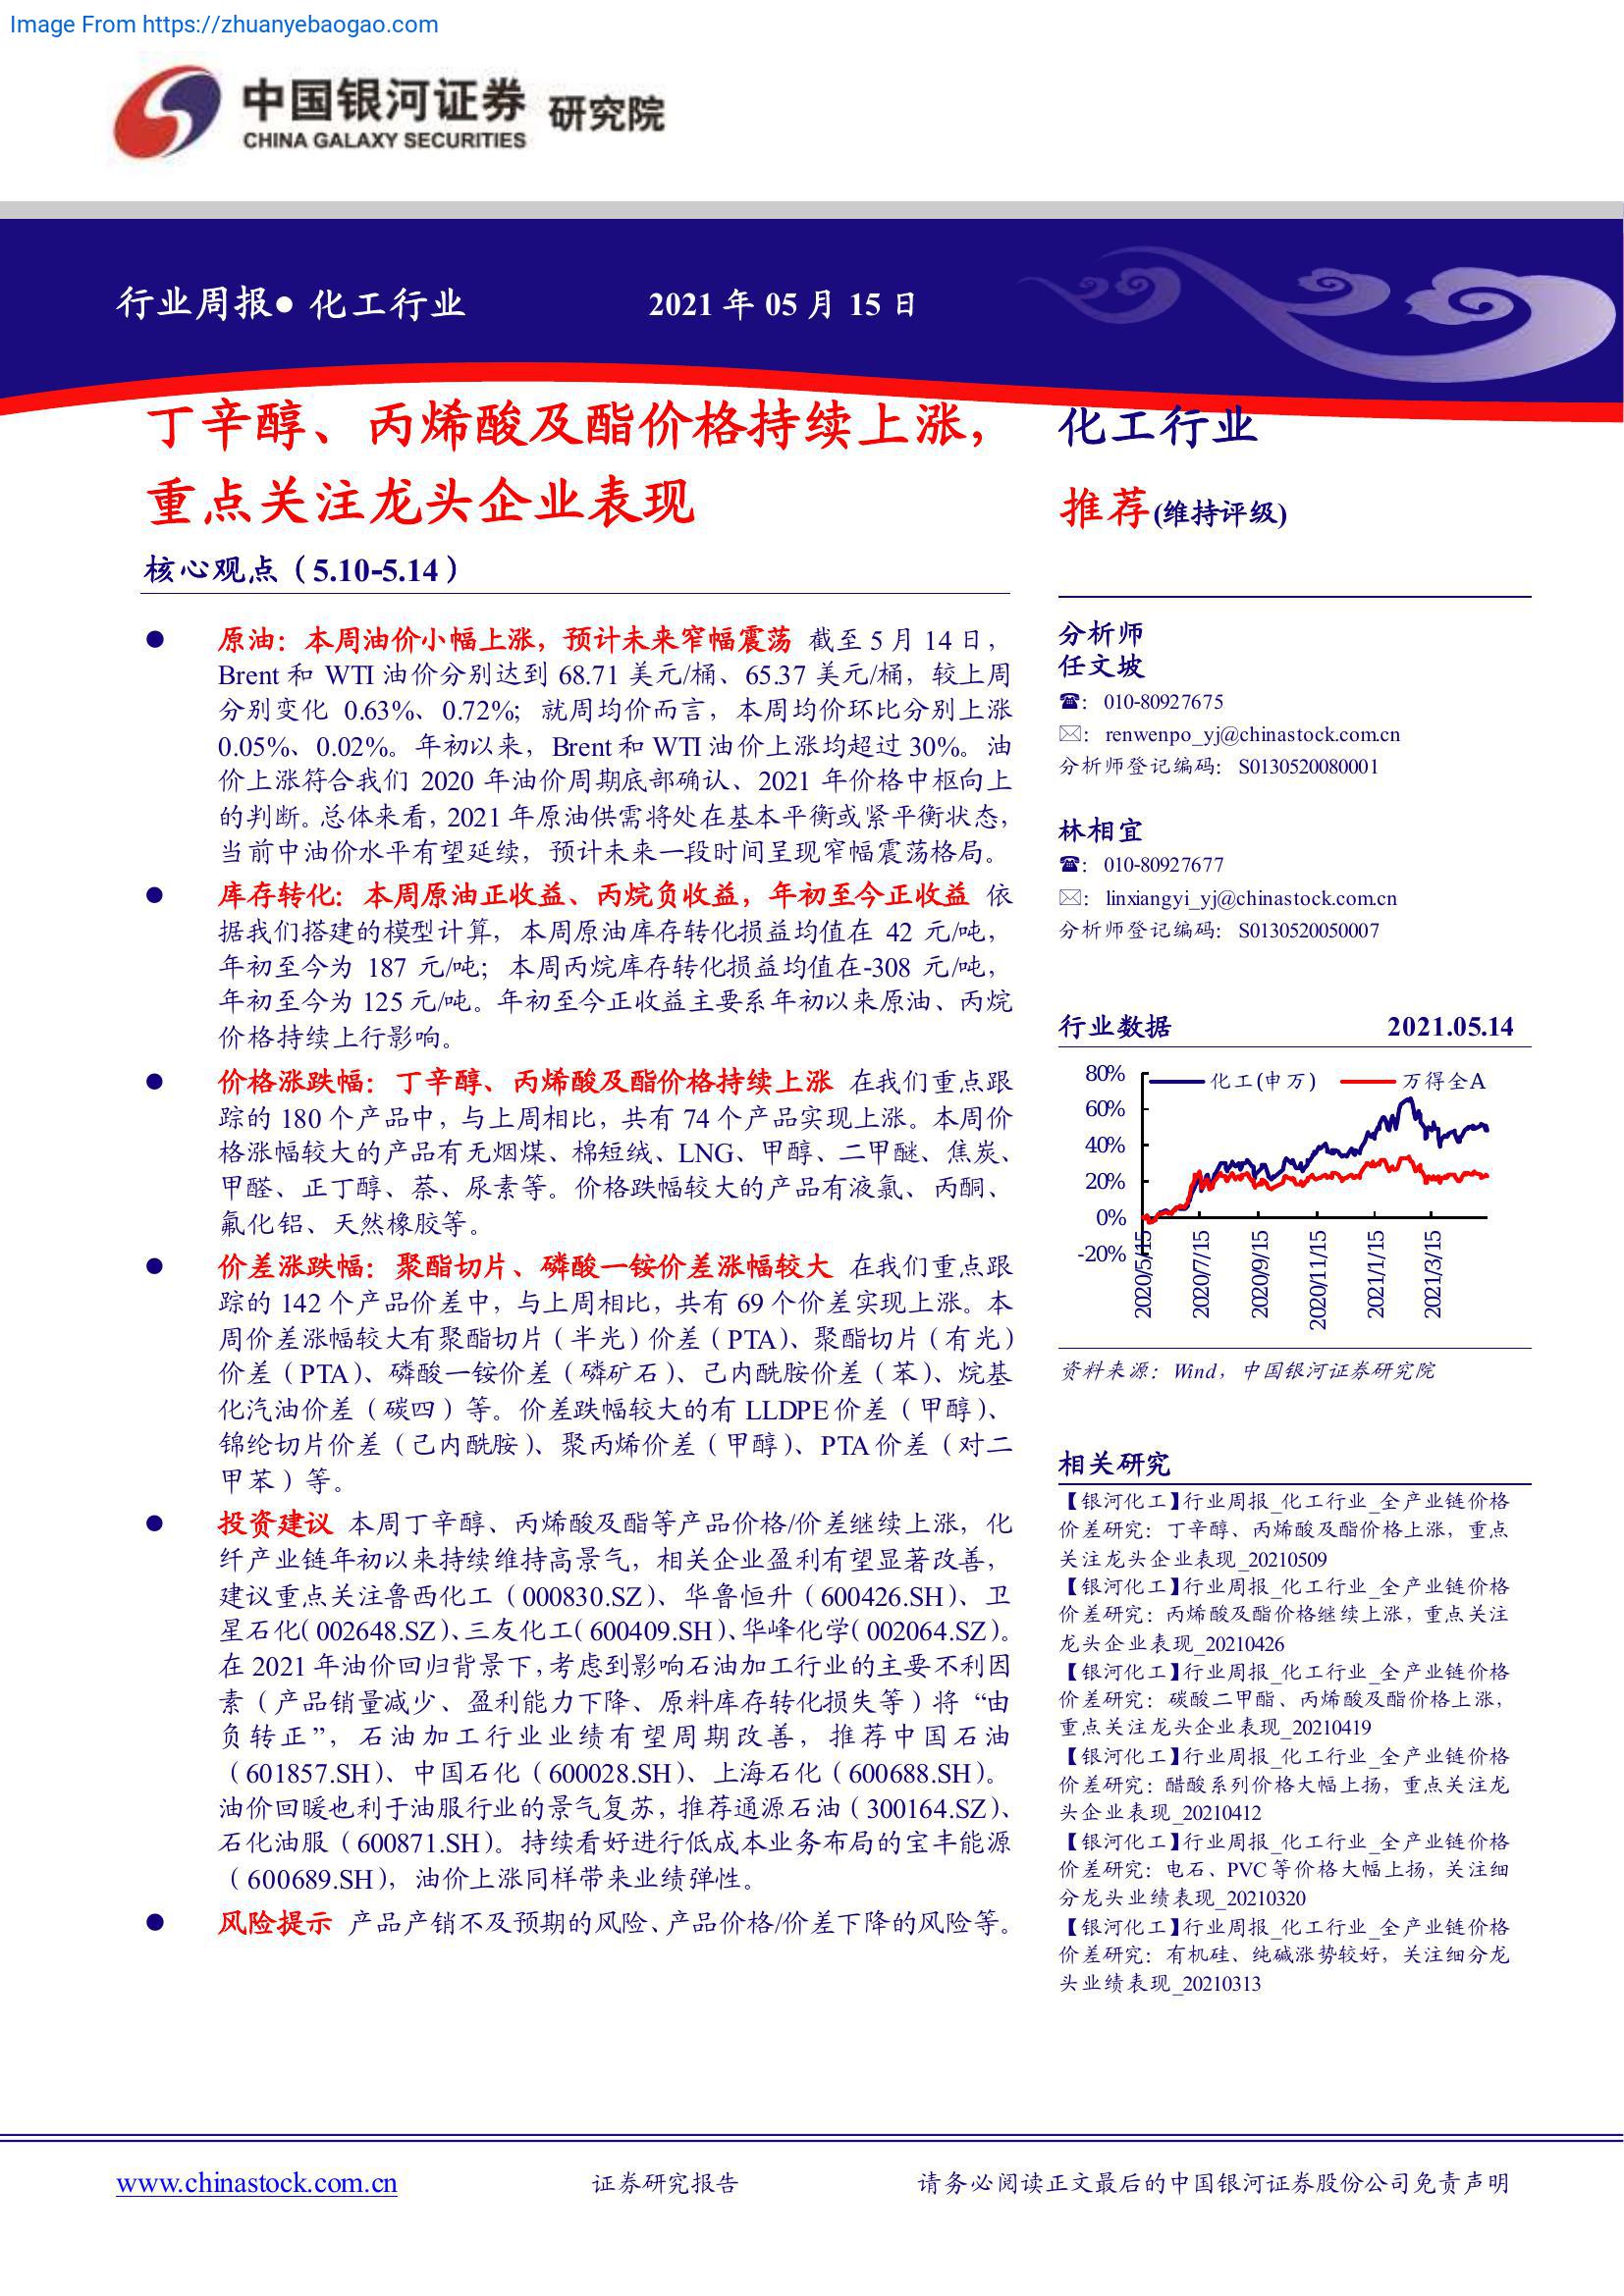 Image From https://zhuanyebaogao.com
中国银河证券 研究院
CHINA GALAXY SECURITIES
行业周报● 化工行业 2021 年 05 月 15 日
丁辛醇、丙烯酸及酯价格持续上涨，
重点关注龙头企业表现
核心观点（5.10-5.14）
● 原油：本周油价小幅上涨，预计未来窄幅震荡 截至 5 月 14 日，
Brent 和 WTI 油价分别达到 68.71 美元/桶、65.37 美元/桶，较上周
分别变化 0.63%、0.72%；就周均价而言，本周均价环比分别上涨
0.05%、0.02%。年初以来，Brent 和 WTI 油价上涨均超过 30%。油
价上涨符合我们 2020 年油价周期底部确认、2021 年价格中枢向上
的判断。总体来看，2021 年原油供需将处在基本平衡或紧平衡状态，
当前中油价水平有望延续，预计未来一段时间呈现窄幅震荡格局。
● 库存转化：本周原油正收益、丙烷负收益，年初至今正收益 依
据我们搭建的模型计算，本周原油库存转化损益均值在 42 元/吨，
年初至今为 187 元/吨；本周丙烷库存转化损益均值在-308 元/吨，
年初至今为 125 元/吨。年初至今正收益主要系年初以来原油、丙烷
价格持续上行影响。
● 价格涨跌幅：丁辛醇、丙烯酸及酯价格持续上涨 在我们重点跟
踪的 180 个产品中，与上周相比，共有 74 个产品实现上涨。本周价
格涨幅较大的产品有无烟煤、棉短绒、LNG、甲醇、二甲醚、焦炭、
甲醛、正丁醇、萘、尿素等。价格跌幅较大的产品有液氯、丙酮、
氟化铝、天然橡胶等。
● 价差涨跌幅：聚酯切片、磷酸一铵价差涨幅较大 在我们重点跟
踪的 142 个产品价差中，与上周相比，共有 69 个价差实现上涨。本
周价差涨幅较大有聚酯切片（半光）价差（PTA）、聚酯切片（有光）
价差（PTA）、磷酸一铵价差（磷矿石）、己内酰胺价差（苯）、烷基
化汽油价差（碳四）等。价差跌幅较大的有 LLDPE 价差（甲醇）、
锦纶切片价差（己内酰胺）、聚丙烯价差（甲醇）、PTA 价差（对二
甲苯）等。
● 投资建议 本周丁辛醇、丙烯酸及酯等产品价格/价差继续上涨，化
纤产业链年初以来持续维持高景气，相关企业盈利有望显著改善，
建议重点关注鲁西化工（000830.SZ）、华鲁恒升（600426.SH）、卫
星石化（002648.SZ）、三友化工（600409.SH）、华峰化学（002064.SZ）。
在 2021 年油价回归背景下，考虑到影响石油加工行业的主要不利因
素（产品销量减少、盈利能力下降、原料库存转化损失等）将“由
负转正”，石油加工行业业绩有望周期改善，推荐中国石油
（601857.SH）、中国石化（600028.SH）、上海石化（600688.SH）。
油价回暖也利于油服行业的景气复苏，推荐通源石油（300164.SZ）、
石化油服（600871.SH）。持续看好进行低成本业务布局的宝丰能源
（600689.SH），油价上涨同样带来业绩弹性。
● 风险提示 产品产销不及预期的风险、产品价格/价差下降的风险等。
化工行业
推荐(维持评级)
分析师
任文坡
☎： 010-80927675
✉： renwenpo_yj@chinastock.com.cn
分析师登记编码： S0130520080001
林相宜
☎： 010-80927677
✉： linxiangyi_yj@chinastock.com.cn
分析师登记编码： S0130520050007
行业数据 2021.05.14
化工(申万) 万得全A
80%
60%
40%
20%
0%
-20%
2020/5/15
2020/7/15
2020/9/15
2020/11/15
2021/1/15
2021/3/15
资料来源：Wind，中国银河证券研究院
相关研究
【银河化工】行业周报_化工行业_全产业链价格
价差研究：丁辛醇、丙烯酸及酯价格上涨，重点
关注龙头企业表现_20210509
【银河化工】行业周报_化工行业_全产业链价格
价差研究：丙烯酸及酯价格继续上涨，重点关注
龙头企业表现_20210426
【银河化工】行业周报_化工行业_全产业链价格
价差研究：碳酸二甲酯、丙烯酸及酯价格上涨，
重点关注龙头企业表现_20210419
【银河化工】行业周报_化工行业_全产业链价格
价差研究：醋酸系列价格大幅上扬，重点关注龙
头企业表现_20210412
【银河化工】行业周报_化工行业_全产业链价格
价差研究：电石、PVC 等价格大幅上扬，关注细
分龙头业绩表现_20210320
【银河化工】行业周报_化工行业_全产业链价格
价差研究：有机硅、纯碱涨势较好，关注细分龙
头业绩表现_20210313
www.chinastock.com.cn 证券研究报告 请务必阅读正文最后的中国银河证券股份公司免责声明